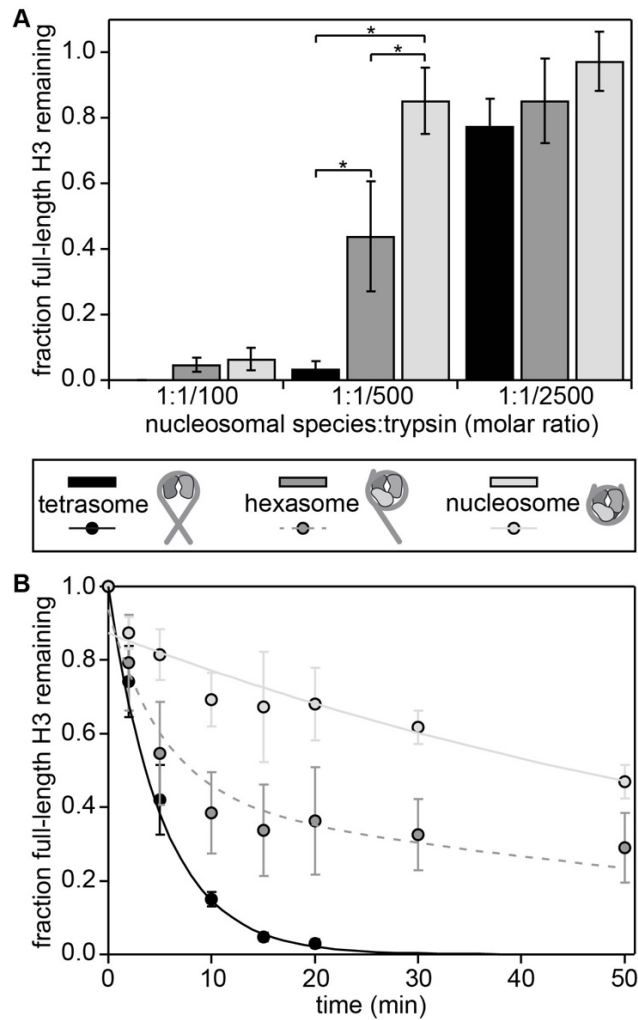 A
fraction full-length H3 remaining
1.0
0.8
0.6
0.4
0.2
0.0
* 
*
*
1:1/100 1:1/500 1:1/2500
nucleosomal species:trypsin (molar ratio)
tetrasome hexasome nucleosome
B
fraction full-length H3 remaining
1.0
0.8
0.6
0.4
0.2
0.0
0 10 20 30 40 50
time (min)